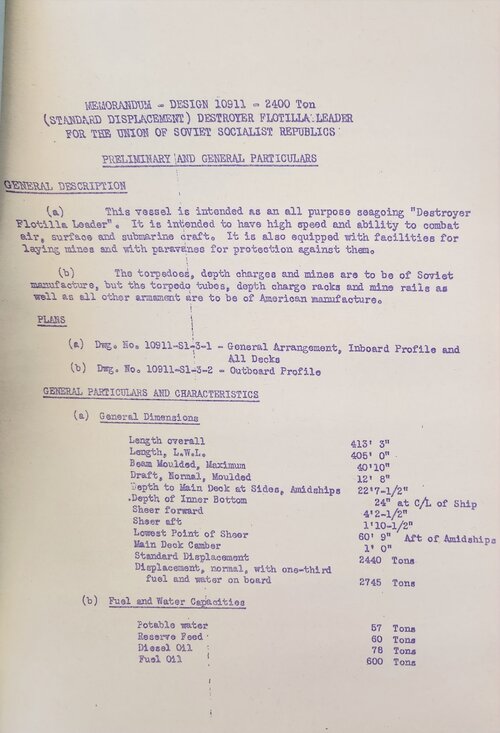 MEMORANDUM - DESIGN 10911 - 2400 Ton
(STANDARD DISPLACEMENT) DESTROYER FLOTILLA LEADER
FOR THE UNION OF SOVIET SOCIALIST REPUBLICS
PRELIMINARY AND GENERAL PARTICULARS
GENERAL DESCRIPTION
(a) This vessel is intended as an all purpose seagoing "Destroyer
Flotilla Leader". It is intended to have high speed and ability to combat
air, surface and submarine craft. It is also equipped with facilities for
laying mines and with paravanes for protection against them.
(b) The torpedoes, depth charges and mines are to be of Soviet
manufacture, but the torpedo tubes, depth charge racks and mine rails as
well as all other armament are to be of American manufacture.
PLANS
(a) Dwg. No. 10911-S1-3-1 - General Arrangement, Inboard Profile and
All Decks
(b) Dwg. No. 10911-S1-3-2 - Outboard Profile
GENERAL PARTICULARS AND CHARACTERISTICS
(a) General Dimensions
Length overall 413' 3"
Length, L.W.L. 405' 0"
Beam Moulded, Maximum 40'10"
Draft, Normal, Moulded 12' 8"
Depth to Main Deck at Sides, Amidships 22'7-1/2"
Depth of Inner Bottom 24" at C/L of Ship
Sheer forward 4'2-1/2"
Sheer aft 1'10-1/2"
Lowest Point of Sheer 60' 9" Aft of Amidships
Main Deck Camber 1' 0"
Standard Displacement 2440 Tons
Displacement, normal, with one-third
fuel and water on board 2745 Tons
(b) Fuel and Water Capacities
Potable water 57 Tons
Reserve Feed 60 Tons
Diesel Oil 78 Tons
Fuel Oil 600 Tons